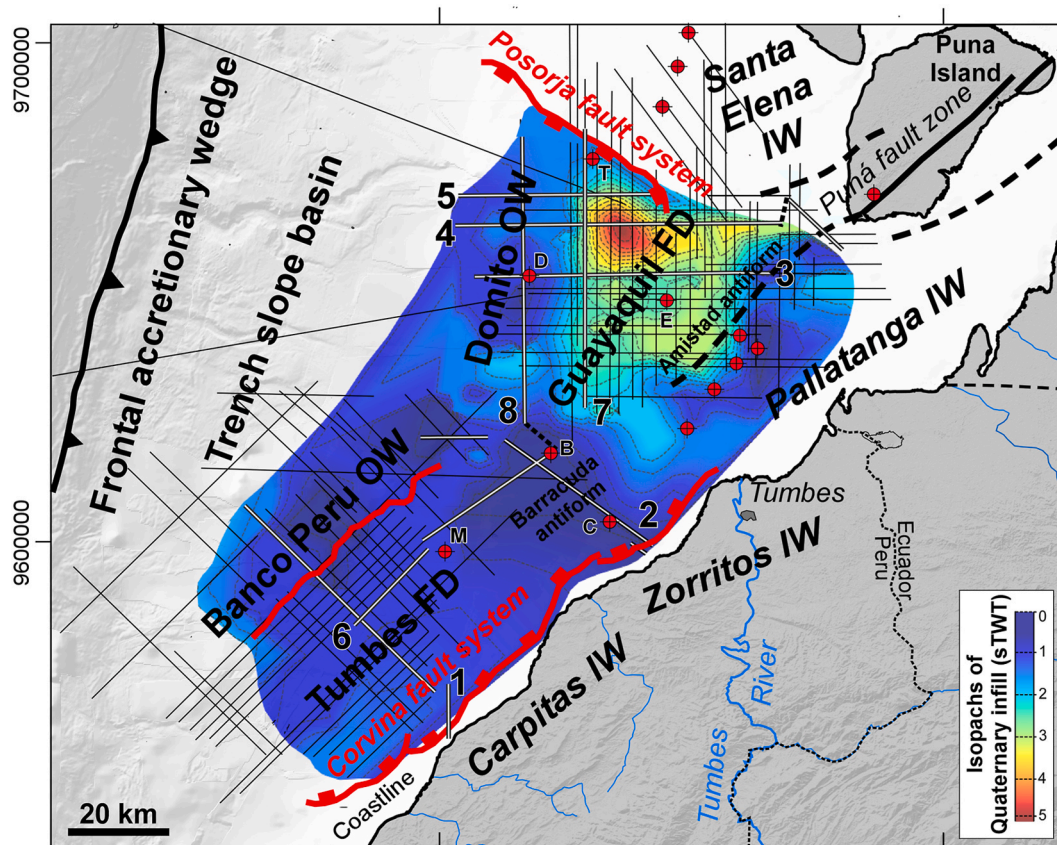 9700000
9600000
Frontal accretionary wedge
Trench slope basin
Posorja fault system
Santa
Elena
IW
Puna
Island
Puná fault zone
T
5
4
Domito OW
D
Guayaquil FD
E
3
Amistad antiform
Pallatanga IW
8
7
B
Banco Peru OW
Barracuda
antiform
C
2
M
Tumbes
Zorritos IW
Ecuador
Peru
6
Tumbes FD
Corvina fault system
1
Carpitas IW
Tumbes
River
Coastline
20 km
Isopachs of
Quaternary infill (sTWT)
0
1
2
3
4
5